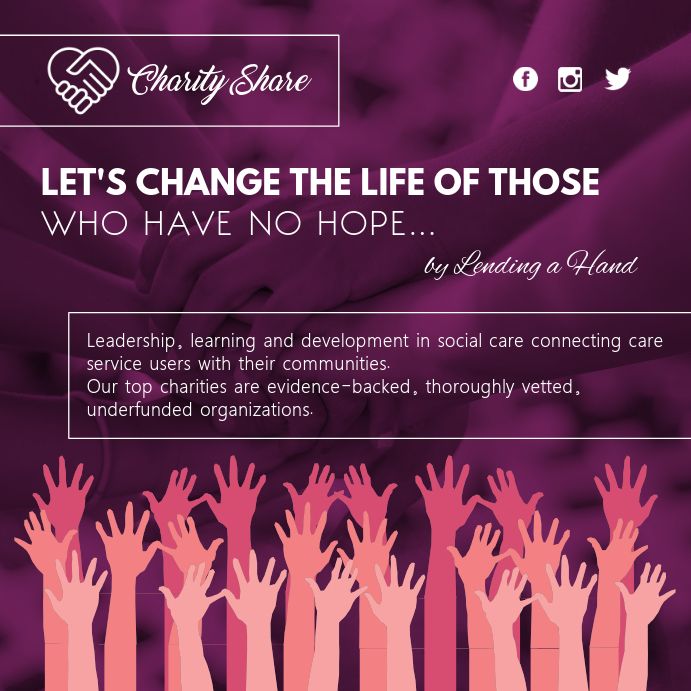 Charity Share
LET'S CHANGE THE LIFE OF THOSE
WHO HAVE NO HOPE...
by Lending a Hand
Leadership, learning and development in social care connecting care
service users with their communities.
Our top charities are evidence-backed, thoroughly vetted,
underfunded organizations.